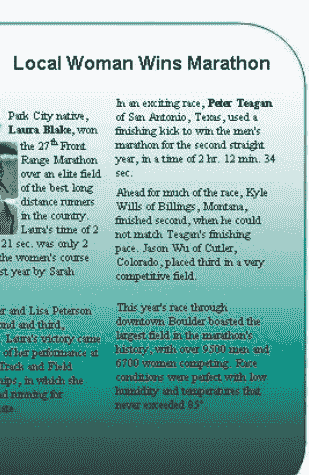 Local Woman Wins Marathon
Park City native,
Laura Blake, won
the 27th Front
Range Marathon
over an elite field
of the best long
distance runners
in the country.
Laura's time of 2
21 sec. was only 2
the women's course
st year by Sarah
er and Lisa Peterson
nd and third,
Laura's victory came
of her performance at
Track and Field
hips, in which she
d running for
ate.
In an exciting race, Peter Teagan
of San Antonio, Texas, used a
finishing kick to win the men's
marathon for the second straight
year, in a time of 2 hr. 12 min. 34
sec.
Ahead for much of the race, Kyle
Wills of Billings, Montana,
finished second, when he could
not match Teagan's finishing
pace. Jason Wu of Cutler,
Colorado, placed third in a very
competitive field.
This year's race through
downtown Boulder boasted the
largest field in the marathon's
history, with over 9500 men and
6700 women competing. Race
conditions were perfect with low
humidity and temperatures that
never exceeded 85°